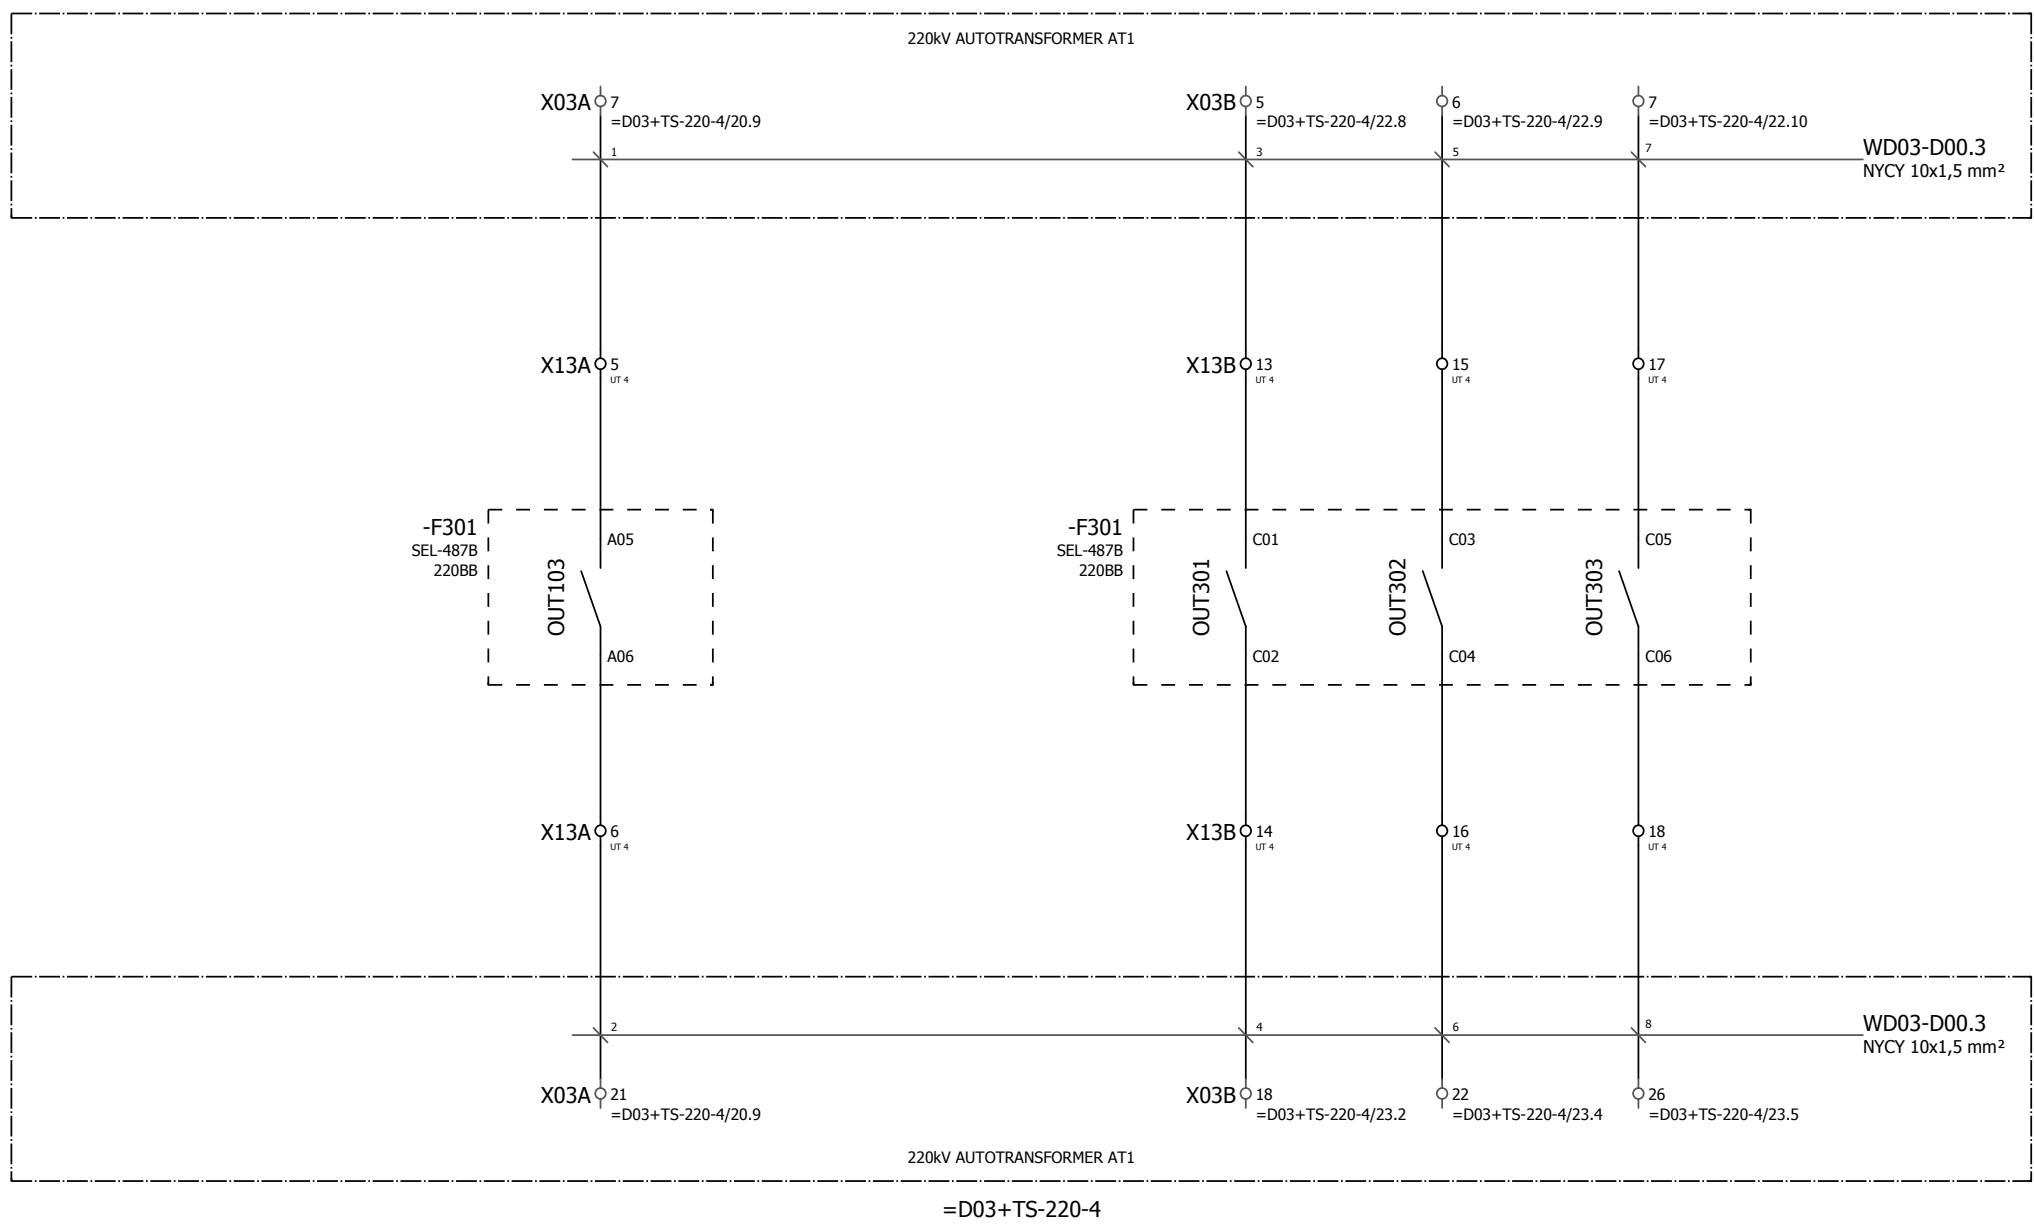 220kV AUTOTRANSFORMER AT1
X03A 7
=D03+TS-220-4/20.9
X03B 5
=D03+TS-220-4/22.8
6
=D03+TS-220-4/22.9
7
=D03+TS-220-4/22.10
1 3 5 7
WD03-D00.3
NYCY 10x1,5 mm²
X13A 5
UT 4
X13B 13
UT 4
15
UT 4
17
UT 4
-F301
SEL-487B
220BB
A05
OUT103
A06
-F301
SEL-487B
220BB
C01
OUT301
C02
C03
OUT302
C04
C05
OUT303
C06
X13A 6
UT 4
X13B 14
UT 4
16
UT 4
18
UT 4
2 4 6 8
WD03-D00.3
NYCY 10x1,5 mm²
X03A 21
=D03+TS-220-4/20.9
X03B 18
=D03+TS-220-4/23.2
22
=D03+TS-220-4/23.4
26
=D03+TS-220-4/23.5
220kV AUTOTRANSFORMER AT1
=D03+TS-220-4